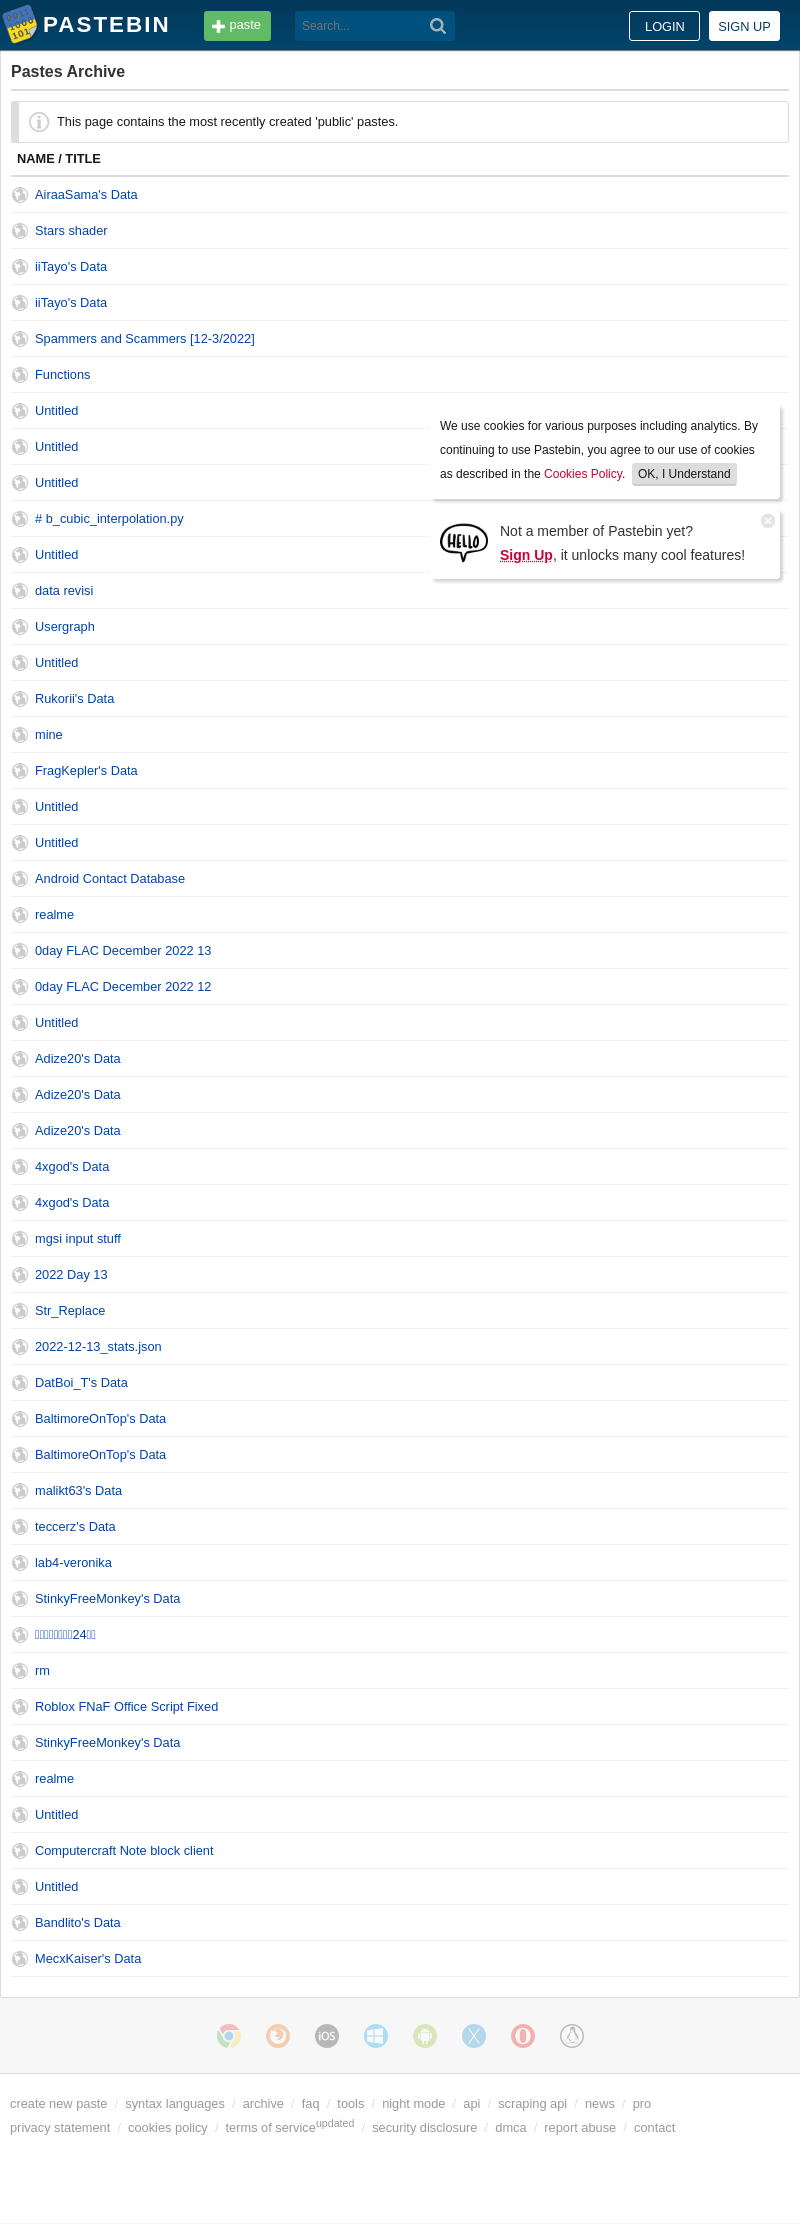 PASTEBIN
paste
Search...
LOGIN
SIGN UP
Pastes Archive
This page contains the most recently created 'public' pastes.
NAME / TITLE
AiraaSama's Data
Stars shader
iiTayo's Data
iiTayo's Data
Spammers and Scammers [12-3/2022]
Functions
Untitled
Untitled
Untitled
# b_cubic_interpolation.py
Untitled
data revisi
Usergraph
Untitled
Rukorii's Data
mine
FragKepler's Data
Untitled
Untitled
Android Contact Database
realme
0day FLAC December 2022 13
0day FLAC December 2022 12
Untitled
Adize20's Data
Adize20's Data
Adize20's Data
4xgod's Data
4xgod's Data
mgsi input stuff
2022 Day 13
Str_Replace
2022-12-13_stats.json
DatBoi_T's Data
BaltimoreOnTop's Data
BaltimoreOnTop's Data
malikt63's Data
teccerz's Data
lab4-veronika
StinkyFreeMonkey's Data
24
rm
Roblox FNaF Office Script Fixed
StinkyFreeMonkey's Data
realme
Untitled
Computercraft Note block client
Untitled
Bandlito's Data
MecxKaiser's Data
We use cookies for various purposes including analytics. By
continuing to use Pastebin, you agree to our use of cookies
as described in the Cookies Policy. OK, I Understand
HELLO
Not a member of Pastebin yet?
Sign Up, it unlocks many cool features!
iOS
create new paste / syntax languages / archive / faq / tools / night mode / api / scraping api / news / pro
privacy statement / cookies policy / terms of serviceupdated / security disclosure / dmca / report abuse / contact